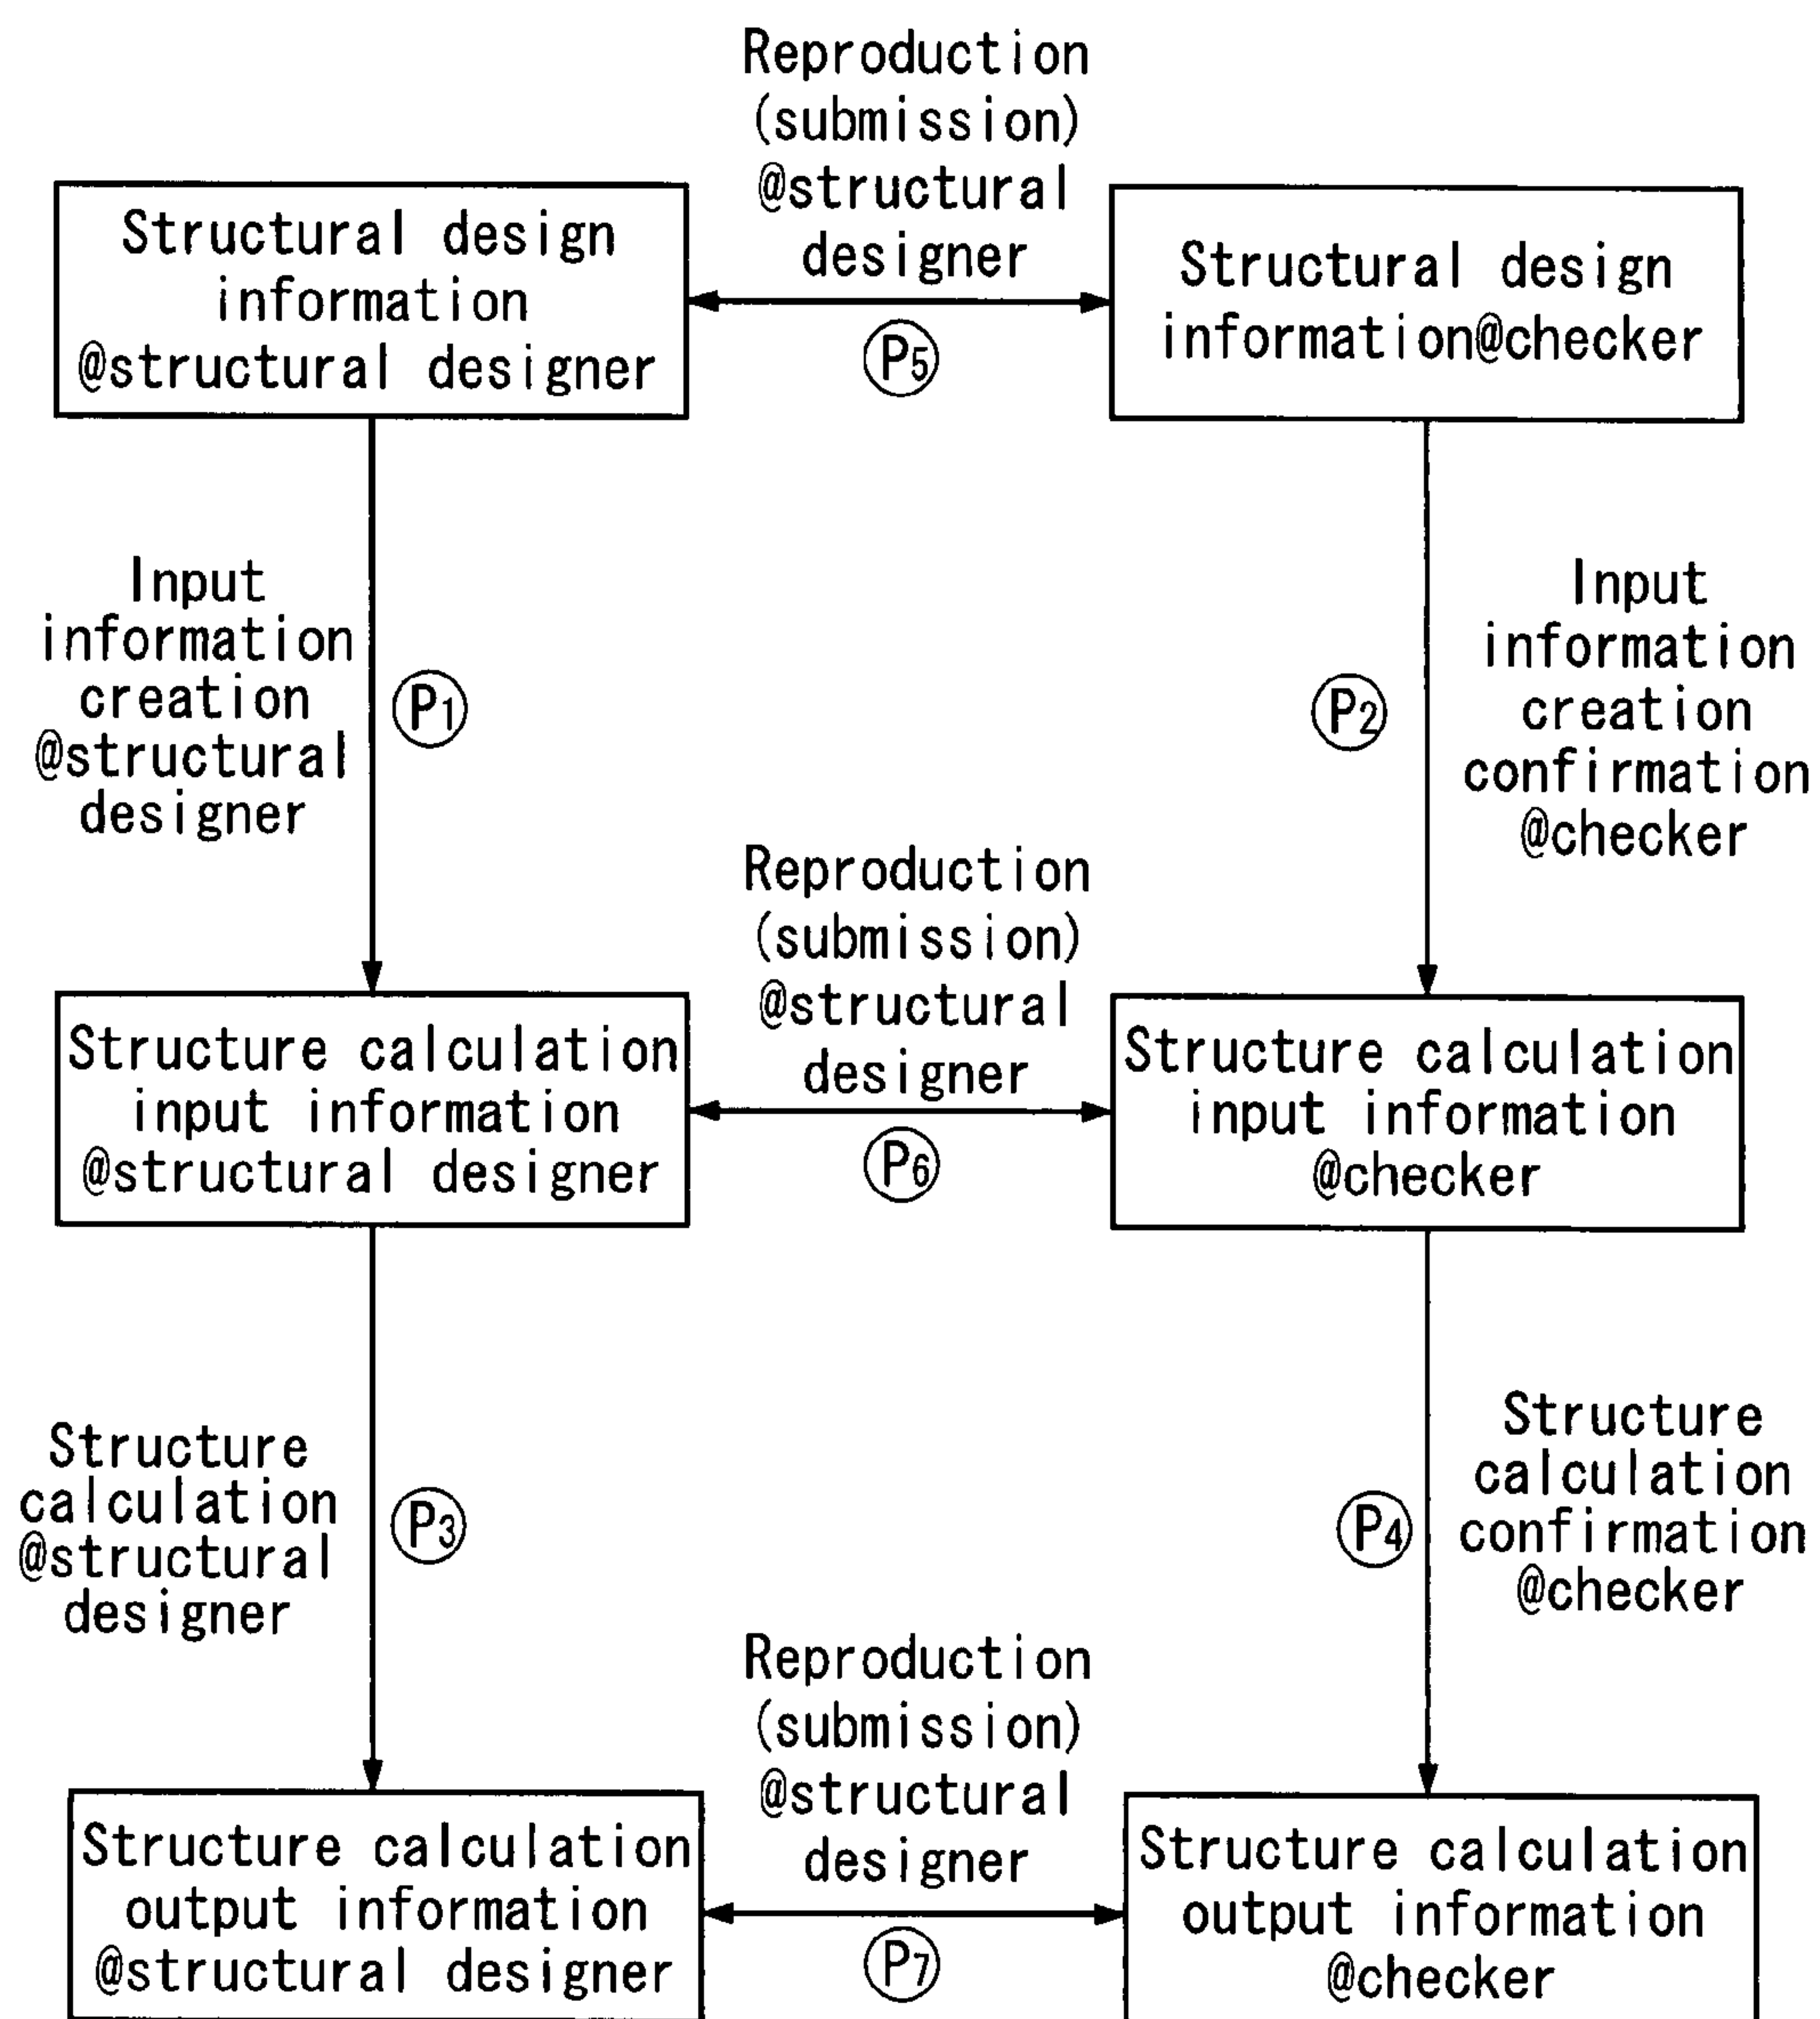 Reproduction
(submission)
@structural
designer
Structural design
information
@structural designer
P5
Structural design
information@checker
Input
information
creation
@structural
designer
P1
P2
Input
information
creation
confirmation
@checker
Reproduction
(submission)
@structural
designer
Structure calculation
input information
@structural designer
P6
Structure calculation
input information
@checker
Structure
calculation
@structural
designer
P3
P4
Structure
calculation
confirmation
@checker
Reproduction
(submission)
@structural
designer
Structure calculation
output information
@structural designer
P7
Structure calculation
output information
@checker